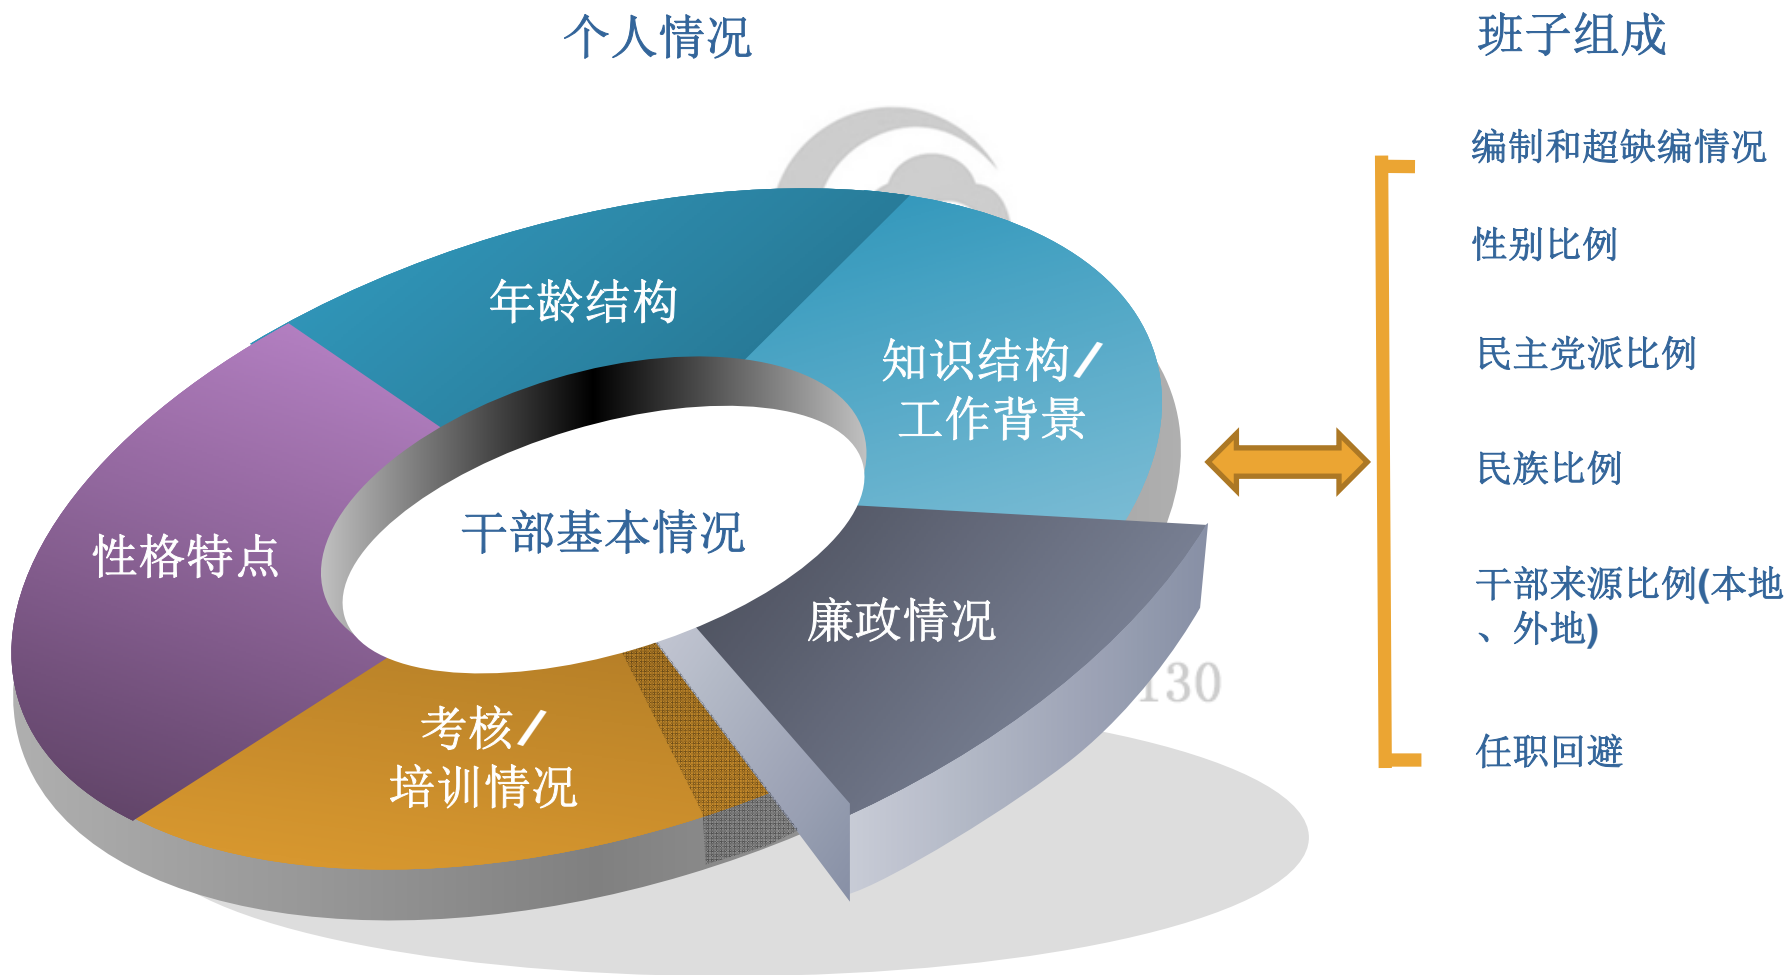 个人情况
班子组成
年龄结构
知识结构/
工作背景
性格特点
干部基本情况
廉政情况
考核/
培训情况
编制和超缺编情况
性别比例
民主党派比例
民族比例
干部来源比例(本地
、外地)
任职回避
130